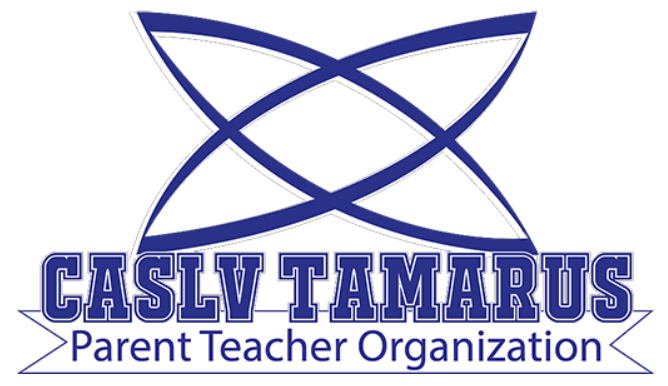 CASLV TAMARUS
Parent Teacher Organization